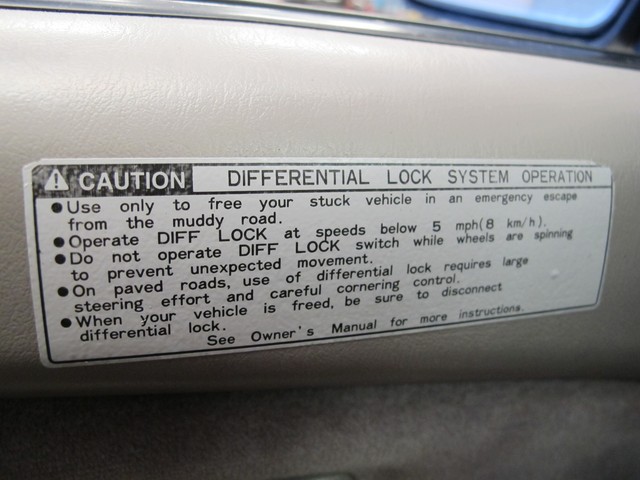 ⚠ CAUTION DIFFERENTIAL LOCK SYSTEM OPERATION
●Use only to free your stuck vehicle in an emergency escape
from the muddy road.
●Operate DIFF LOCK at speeds below 5 mph(8 km/h).
●Do not operate DIFF LOCK switch while wheels are spinning
to prevent unexpected movement.
●On paved roads, use of differential lock requires large
steering effort and careful cornering control.
●When your vehicle is freed, be sure to disconnect
differential lock.
See Owner's Manual for more instructions.